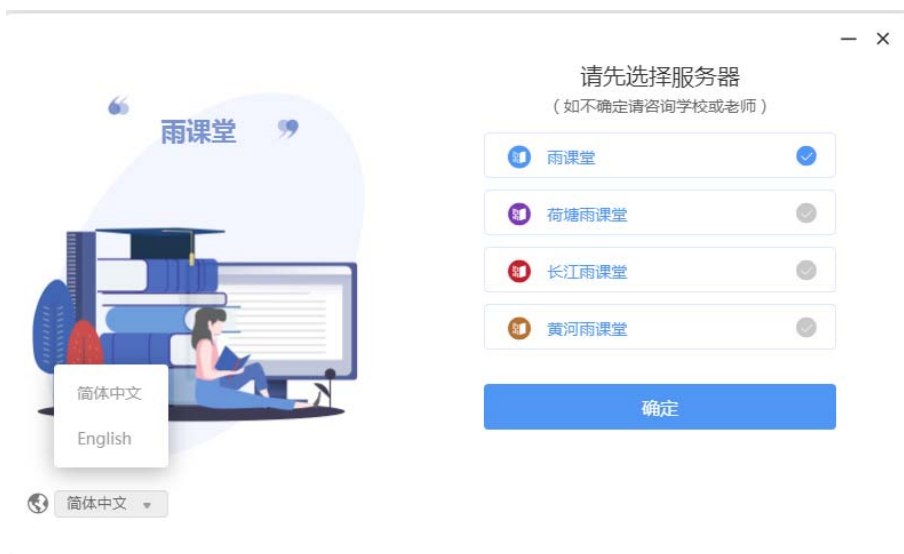 请先选择服务器
（如不确定请咨询学校或老师）
雨课堂
雨课堂
荷塘雨课堂
长江雨课堂
黄河雨课堂
确定
简体中文
English
简体中文